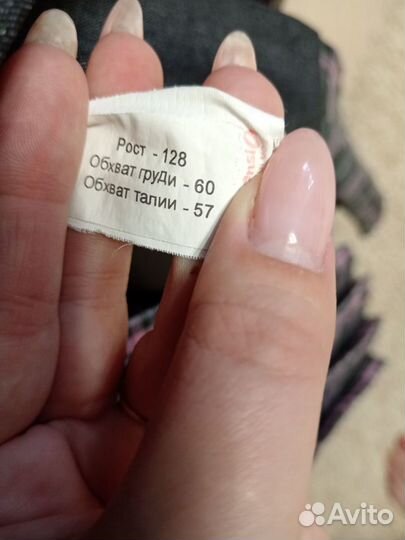 Рост - 128
Обхват груди - 60
Обхват талии - 57
Avito